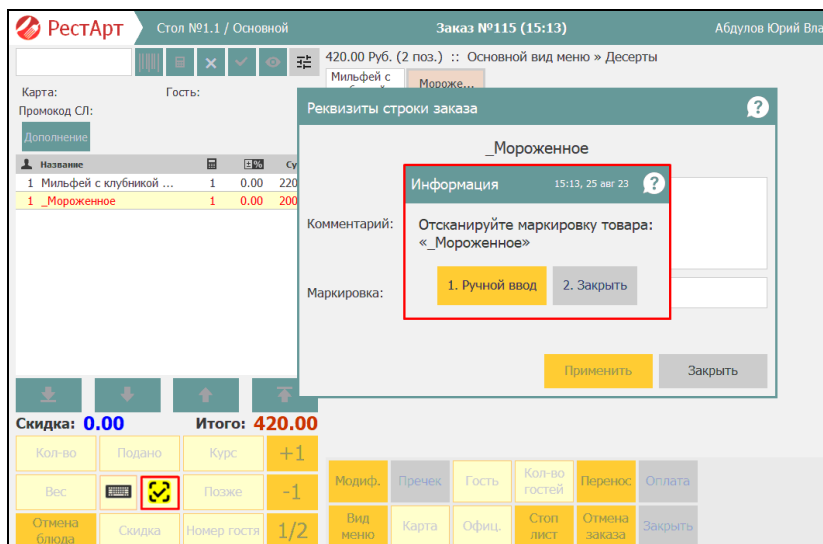 РестАрт
Стол №1.1 / Основной
Заказ №115 (15:13)
Абдулов Юрий Вла
420.00 Руб. (2 поз.) :: Основной вид меню » Десерты
Мильфей с
Мороже...
Карта:
Гость:
Промокод СЛ:
Дополнение
Название
±%
Су
1 Мильфей с клубникой ... 1 0.00 220
1 _Мороженное 1 0.00 200
Реквизиты строки заказа
?
_Мороженное
Информация
15:13, 25 авг 23
?
Отсканируйте маркировку товара:
«_Мороженное»
1. Ручной ввод
2. Закрыть
Комментарий:
Маркировка:
Применить
Закрыть
Скидка: 0.00
Итого: 420.00
Кол-во
Подано
Курс
+1
Вес
Позже
-1
Отмена
блюда
Скидка
Номер гостя
1/2
Модиф.
Пречек
Гость
Кол-во
гостей
Перенос
Оплата
Вид
меню
Карта
Офиц.
Стоп
лист
Отмена
заказа
Закрыть